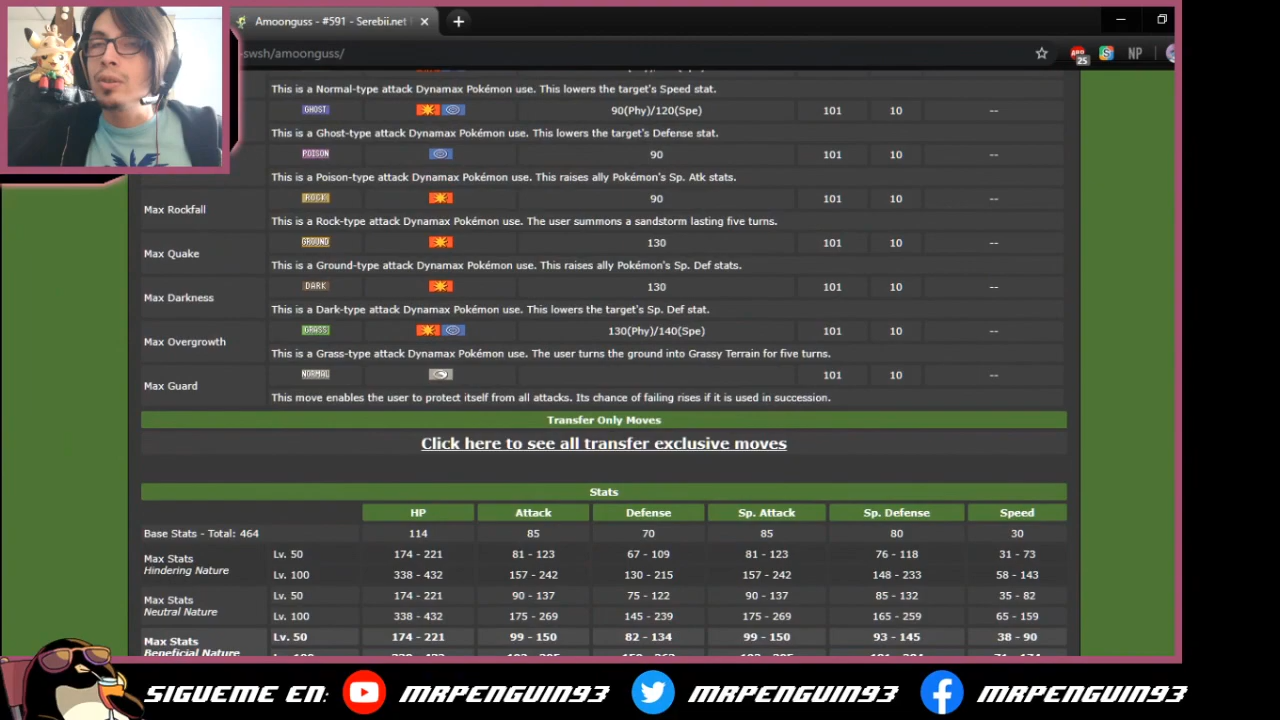 Amoonguss - #591 - Serebii.net
-swsh/amoonguss/
25 NP
This is a Normal-type attack Dynamax Pokémon use. This lowers the target's Speed stat.
GHOST 90(Phy)/120(Spe) 101 10 --
This is a Ghost-type attack Dynamax Pokémon use. This lowers the target's Defense stat.
POISON 90 101 10 --
This is a Poison-type attack Dynamax Pokémon use. This raises ally Pokémon's Sp. Atk stats.
Max Rockfall ROCK 90 101 10 --
This is a Rock-type attack Dynamax Pokémon use. The user summons a sandstorm lasting five turns.
Max Quake GROUND 130 101 10 --
This is a Ground-type attack Dynamax Pokémon use. This raises ally Pokémon's Sp. Def stats.
Max Darkness DARK 130 101 10 --
This is a Dark-type attack Dynamax Pokémon use. This lowers the target's Sp. Def stat.
Max Overgrowth GRASS 130(Phy)/140(Spe) 101 10 --
This is a Grass-type attack Dynamax Pokémon use. The user turns the ground into Grassy Terrain for five turns.
Max Guard NORMAL 101 10 --
This move enables the user to protect itself from all attacks. Its chance of failing rises if it is used in succession.
Transfer Only Moves
Click here to see all transfer exclusive moves
Stats
HP Attack Defense Sp. Attack Sp. Defense Speed
Base Stats - Total: 464 114 85 70 85 80 30
Max Stats
Hindering Nature
Lv. 50 174 - 221 81 - 123 67 - 109 81 - 123 76 - 118 31 - 73
Lv. 100 338 - 432 157 - 242 130 - 215 157 - 242 148 - 233 58 - 143
Max Stats
Neutral Nature
Lv. 50 174 - 221 90 - 137 75 - 122 90 - 137 85 - 132 35 - 82
Lv. 100 338 - 432 175 - 269 145 - 239 175 - 269 165 - 259 65 - 159
Max Stats
Beneficial Nature
Lv. 50 174 - 221 99 - 150 82 - 134 99 - 150 93 - 145 38 - 90
SIGUEME EN: MRPENGUIN93 MRPENGUIN93 MRPENGUIN93